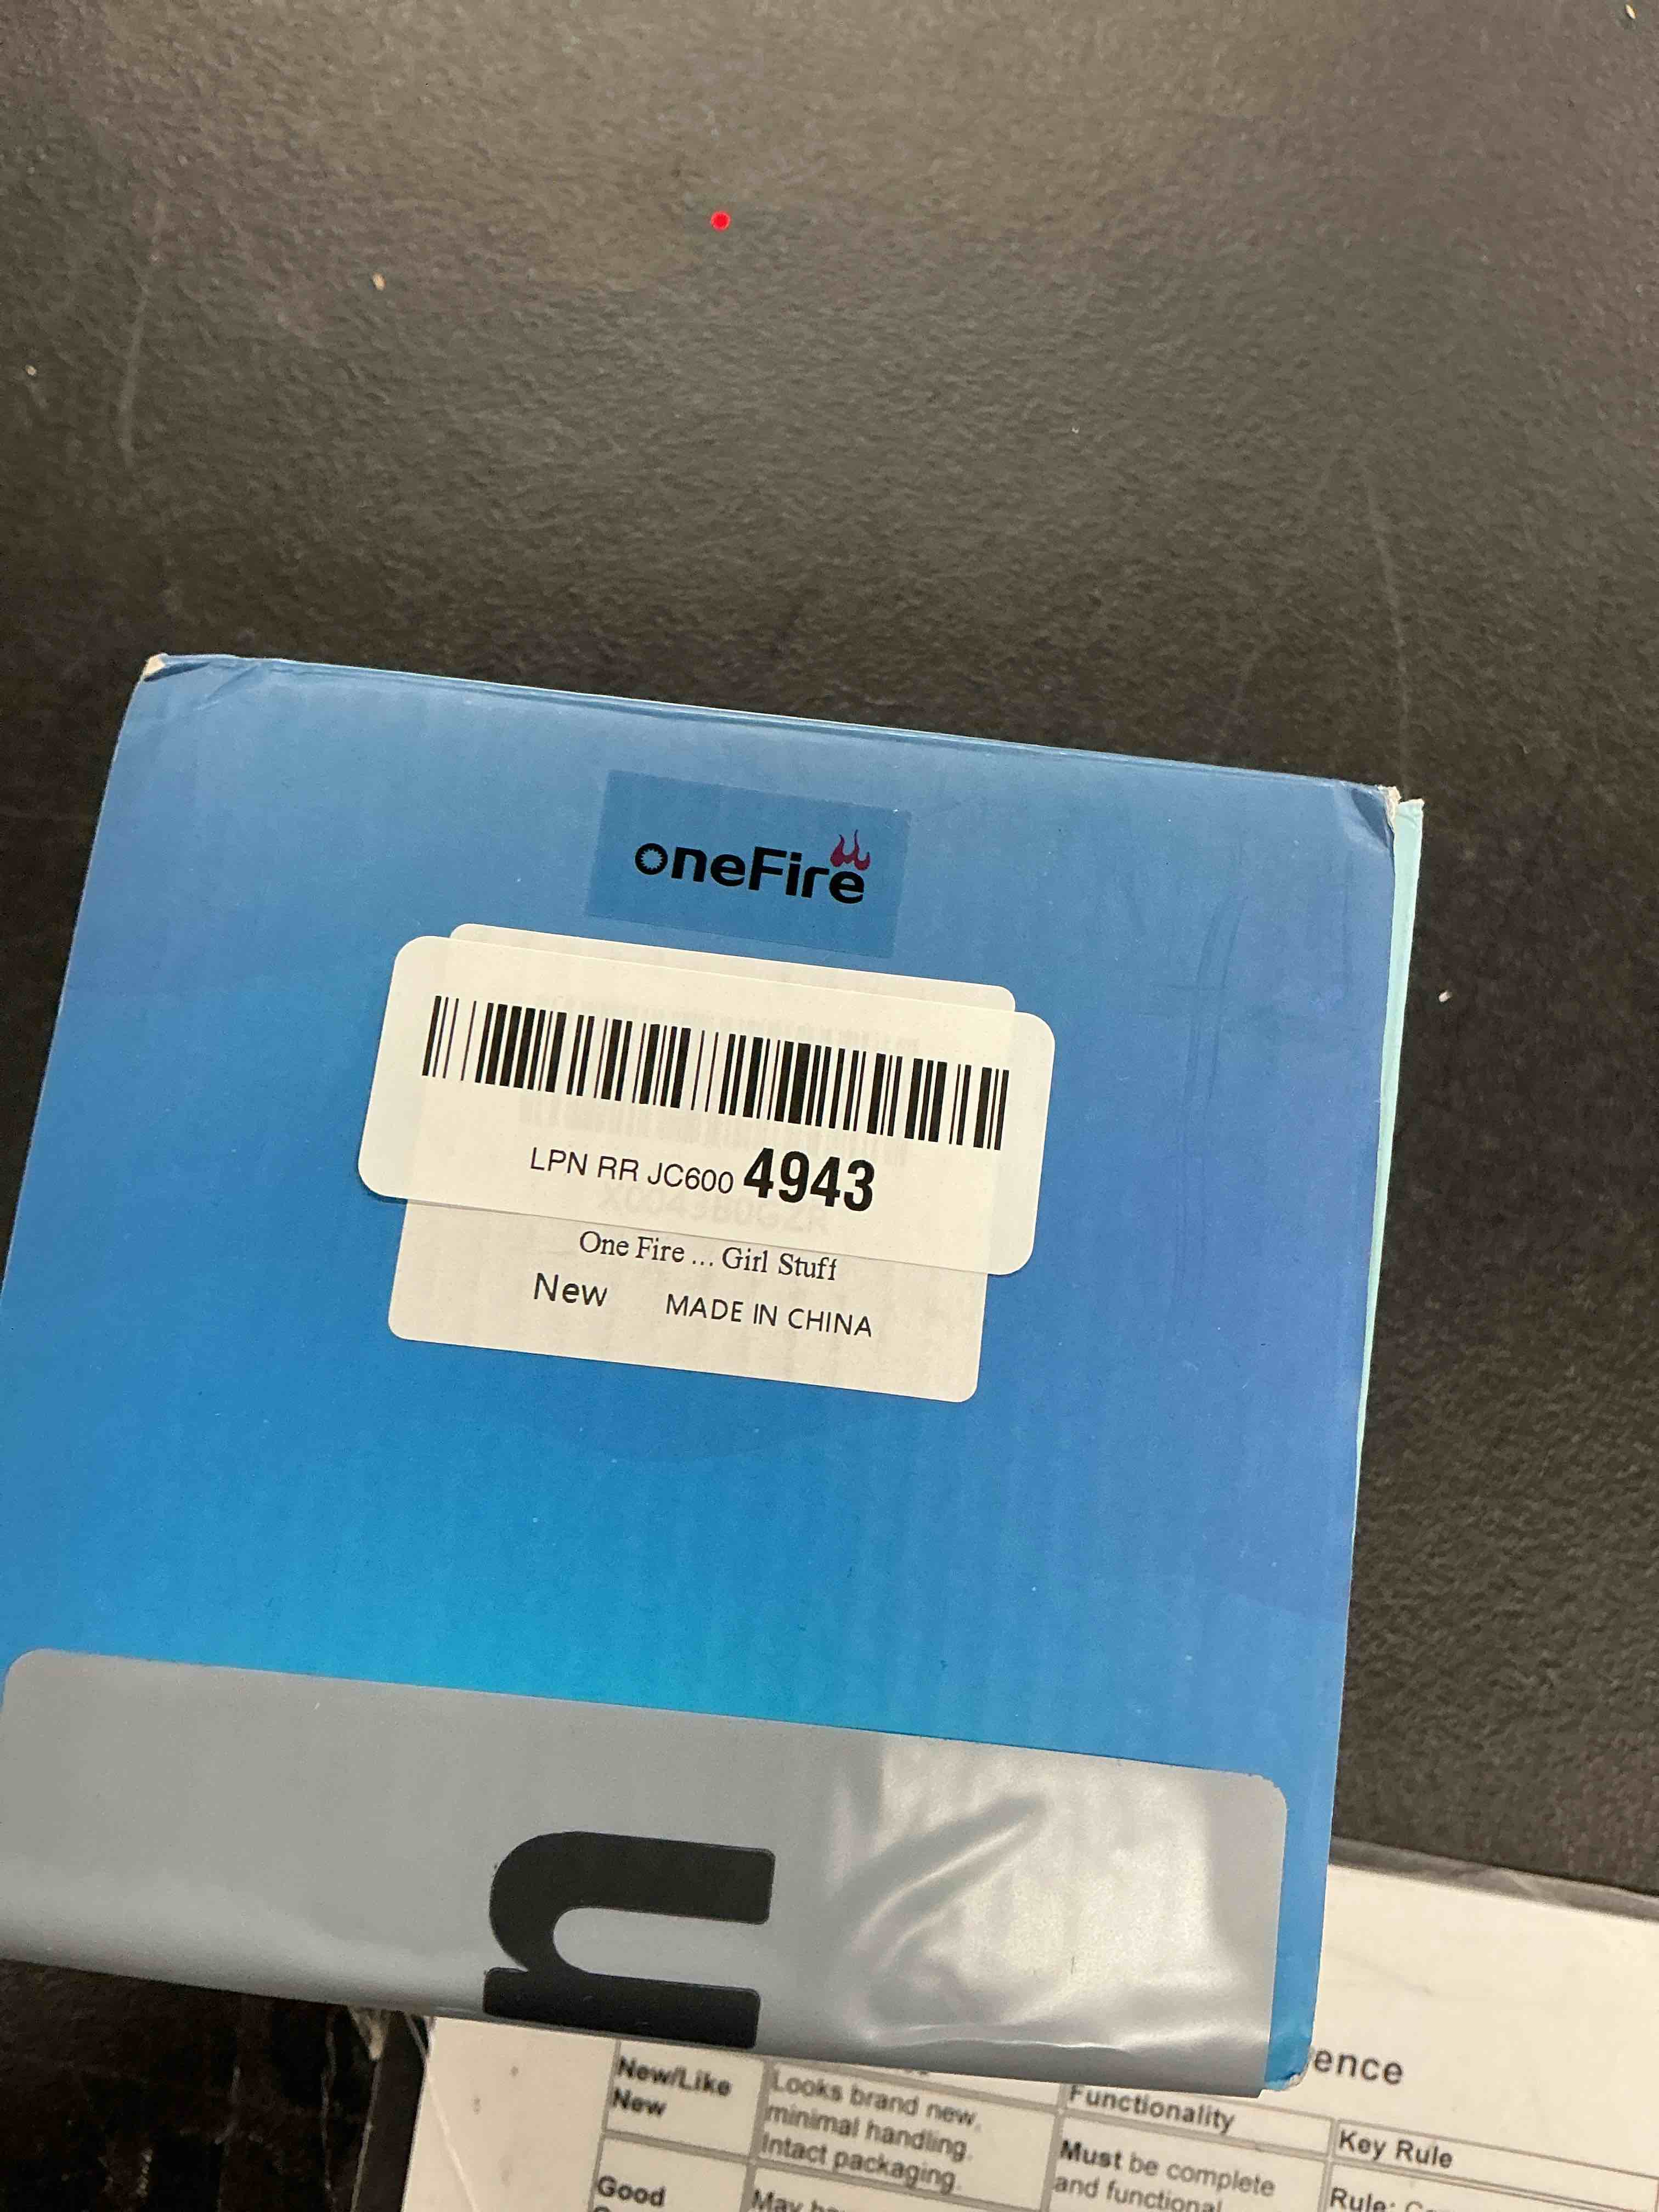 oneFire
LPN RR JC600 4943
One Fire ... Girl Stuff
New MADE IN CHINA
n
ence
Functionality
Key Rule
New/Like
New
Looks brand new,
minimal handling.
Intact packaging.
Must be complete
and functional
Good
Rule: